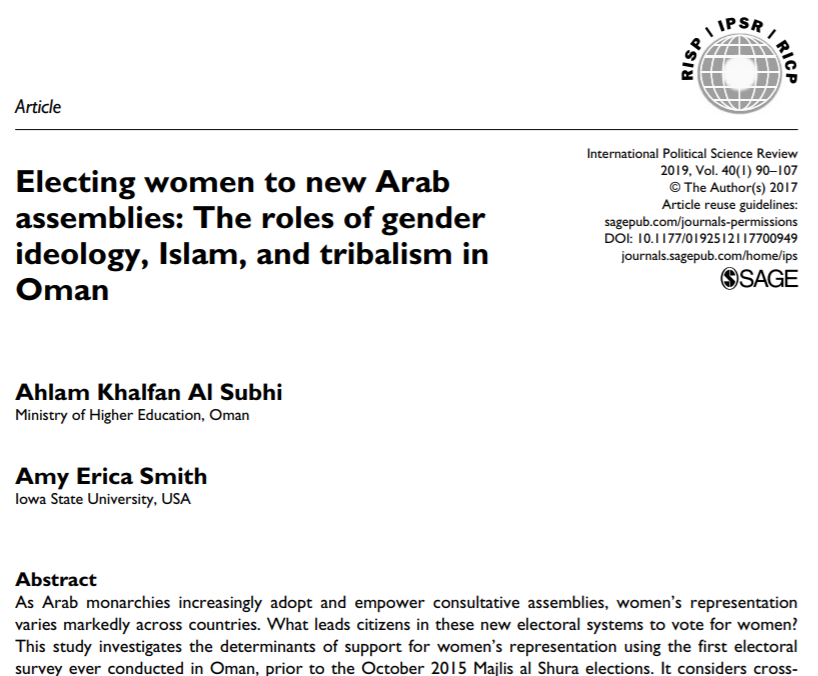 RISP | IPSR | RICP
Article
International Political Science Review
2019, Vol. 40(1) 90–107
© The Author(s) 2017
Article reuse guidelines:
sagepub.com/journals-permissions
DOI: 10.1177/0192512117700949
journals.sagepub.com/home/ips
SSAGE
Electing women to new Arab
assemblies: The roles of gender
ideology, Islam, and tribalism in
Oman
Ahlam Khalfan Al Subhi
Ministry of Higher Education, Oman
Amy Erica Smith
Iowa State University, USA
Abstract
As Arab monarchies increasingly adopt and empower consultative assemblies, women’s representation
varies markedly across countries. What leads citizens in these new electoral systems to vote for women?
This study investigates the determinants of support for women’s representation using the first electoral
survey ever conducted in Oman, prior to the October 2015 Majlis al Shura elections. It considers cross-